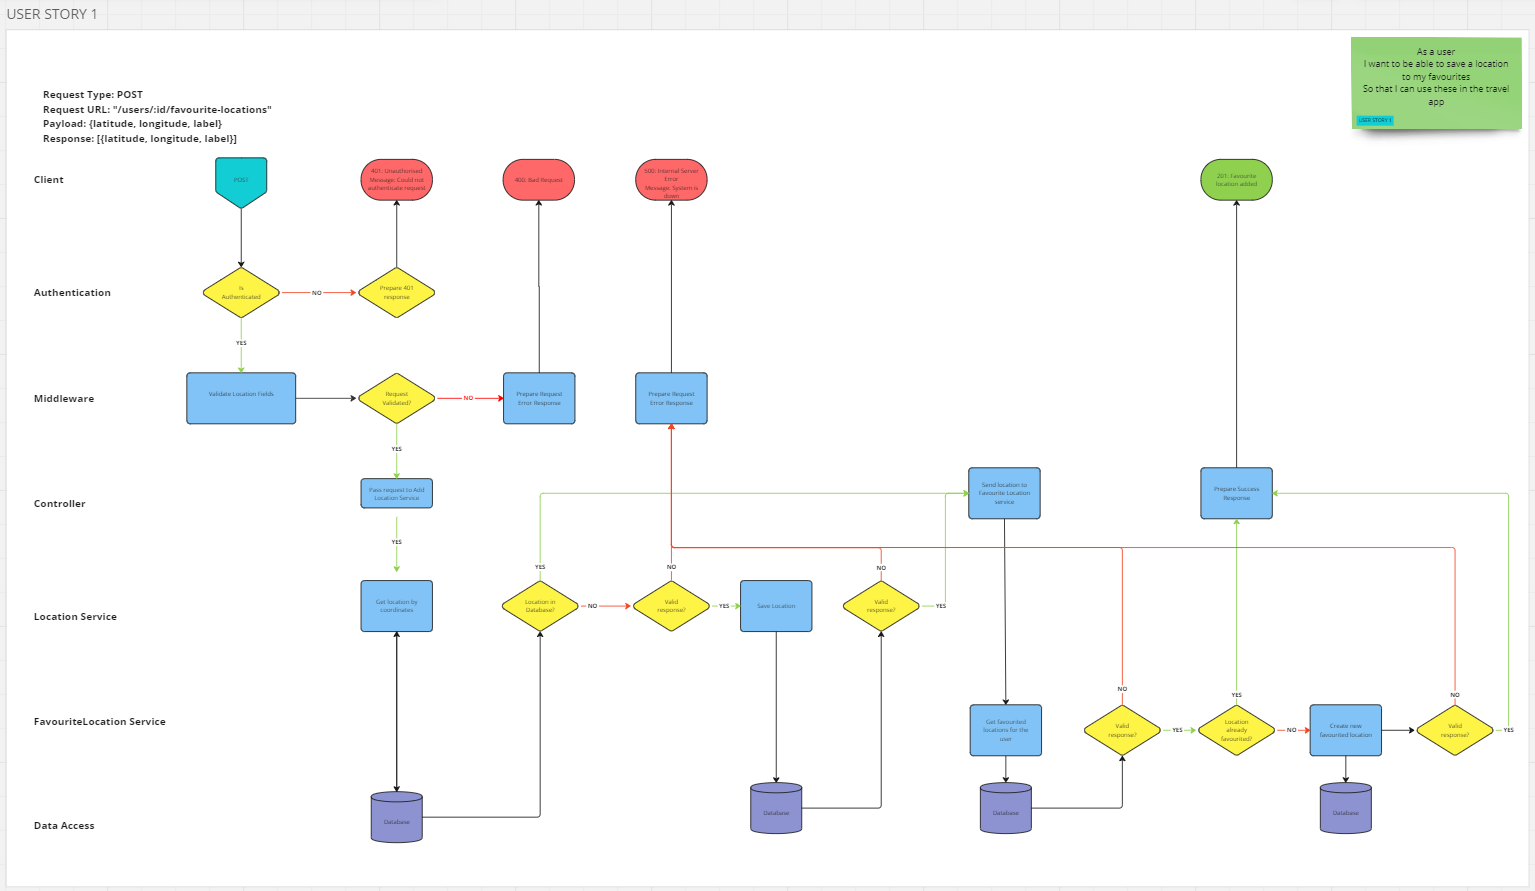 USER STORY 1
As a user
I want to be able to save a location
to my favourites
So that I can use these in the travel
app
USER STORY 1
Request Type: POST
Request URL: "/users/:id/favourite-locations"
Payload: {latitude, longitude, label}
Response: [{latitude, longitude, label}]
Client
POST
401: Unauthorised
Message: Could not
authenticate request
400: Bad Request
500: Internal Server
Error
Message: System is
down
201: Favourite
location added
Authentication
Is
Authenticated
NO
Prepare 401
response
YES
Middleware
Validate Location Fields
Request
Validated?
NO
Prepare Request
Error Response
Prepare Request
Error Response
YES
Controller
Pass request to Add
Location Service
Send location to
Favourite Location
service
Prepare Success
Response
YES
YES
NO
NO
Location Service
Get location by
coordinates
Location in
Database?
NO
Valid
response?
YES
Save Location
Valid
response?
YES
NO
YES
NO
FavouriteLocation Service
Get favourited
locations for the
user
Valid
response?
YES
Location
already
favourited?
NO
Create new
favourited location
Valid
response?
YES
Data Access
Database
Database
Database
Database